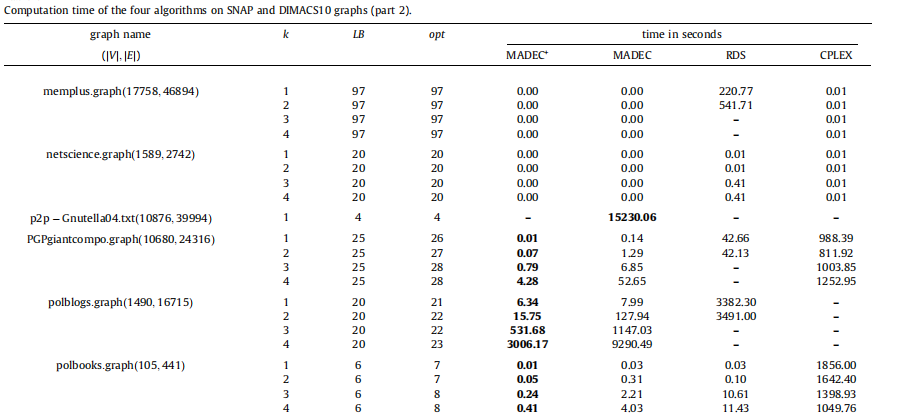 Computation time of the four algorithms on SNAP and DIMACS10 graphs (part 2).
graph name k LB opt time in seconds
(|V|, |E|) MADEC⁺ MADEC RDS CPLEX
memplus.graph(17758, 46894) 1 97 97 0.00 0.00 220.77 0.01
2 97 97 0.00 0.00 541.71 0.01
3 97 97 0.00 0.00 – 0.01
4 97 97 0.00 0.00 – 0.01
netscience.graph(1589, 2742) 1 20 20 0.00 0.00 0.01 0.01
2 20 20 0.00 0.00 0.01 0.01
3 20 20 0.00 0.00 0.41 0.01
4 20 20 0.00 0.00 0.41 0.01
p2p – Gnutella04.txt(10876, 39994) 1 4 4 – 15230.06 – –
PGPgiantcompo.graph(10680, 24316) 1 25 26 0.01 0.14 42.66 988.39
2 25 27 0.07 1.29 42.13 811.92
3 25 28 0.79 6.85 – 1003.85
4 25 28 4.28 52.65 – 1252.95
polblogs.graph(1490, 16715) 1 20 21 6.34 7.99 3382.30 –
2 20 22 15.75 127.94 3491.00 –
3 20 22 531.68 1147.03 – –
4 20 23 3006.17 9290.49 – –
polbooks.graph(105, 441) 1 6 7 0.01 0.03 0.03 1856.00
2 6 7 0.05 0.31 0.10 1642.40
3 6 8 0.24 2.21 10.61 1398.93
4 6 8 0.41 4.03 11.43 1049.76